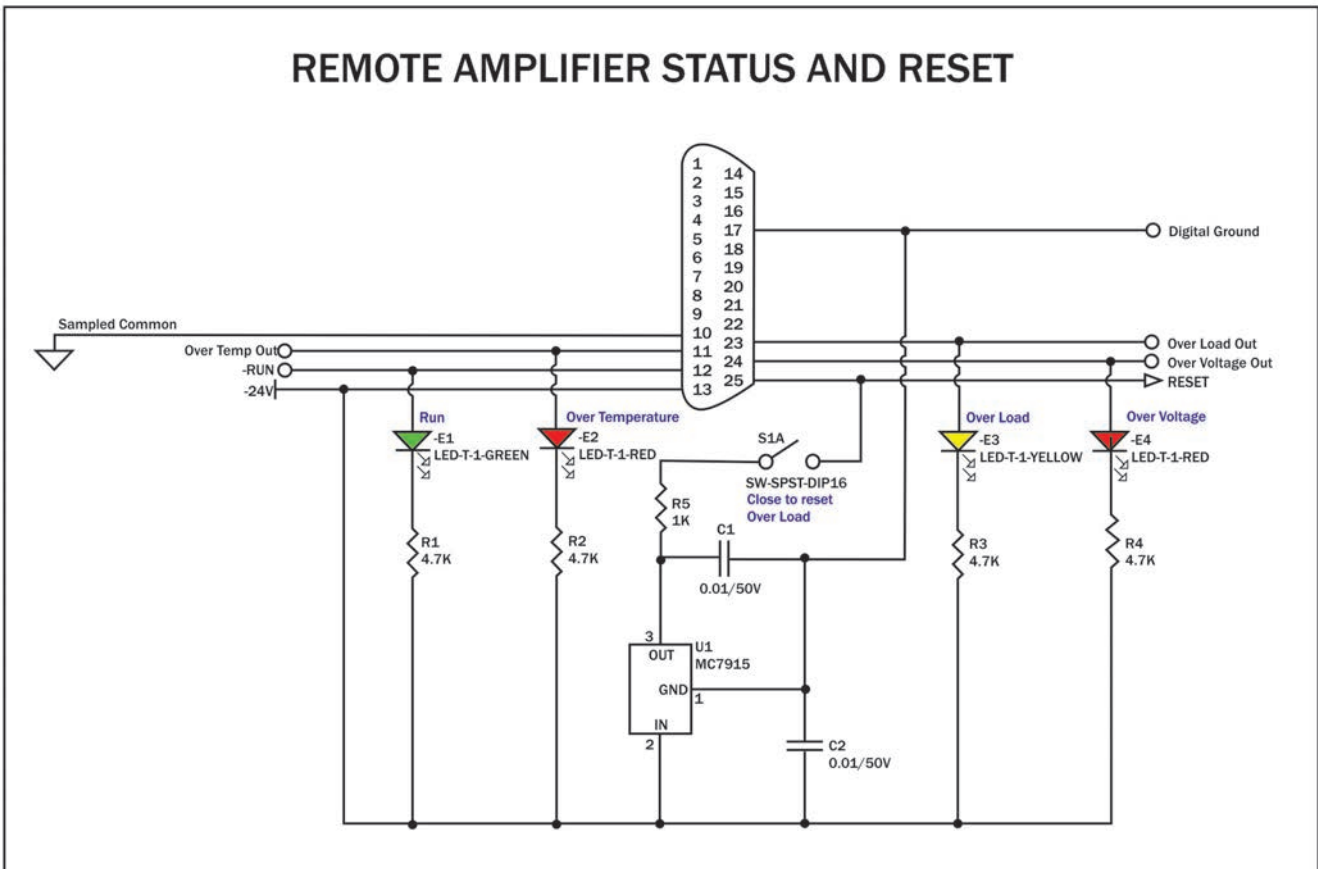 REMOTE AMPLIFIER STATUS AND RESET
1
2
3
4
5
6
7
8
9
10
11
12
13
14
15
16
17
18
19
20
21
22
23
24
25
Digital Ground
Sampled Common
Over Temp Out
-RUN
-24V
Over Load Out
Over Voltage Out
RESET
Run
-E1
LED-T-1-GREEN
Over Temperature
-E2
LED-T-1-RED
S1A
SW-SPST-DIP16
Close to reset
Over Load
Over Load
-E3
LED-T-1-YELLOW
Over Voltage
-E4
LED-T-1-RED
R1
4.7K
R2
4.7K
R5
1K
C1
0.01/50V
R3
4.7K
R4
4.7K
3
OUT
U1
MC7915
GND
1
IN
2
C2
0.01/50V